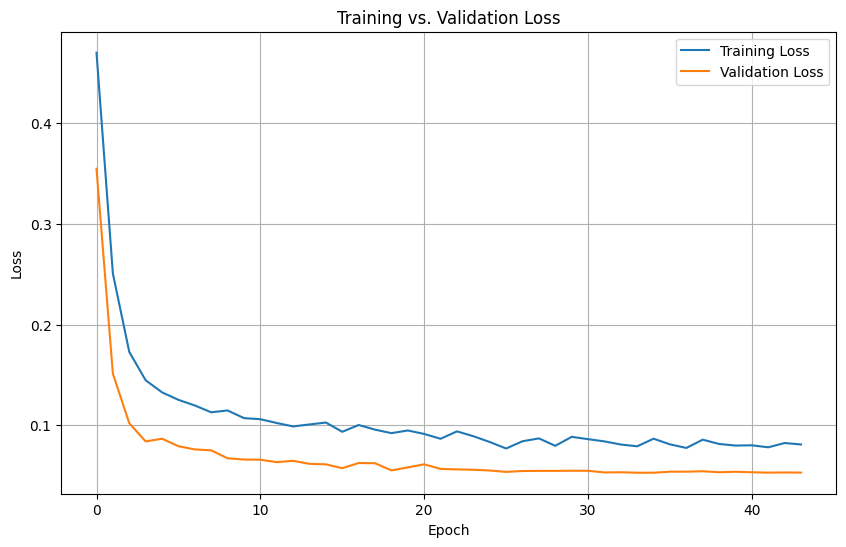 Training vs. Validation Loss
Training Loss
Validation Loss
0.4
0.3
0.2
0.1
Loss
0 10 20 30 40
Epoch